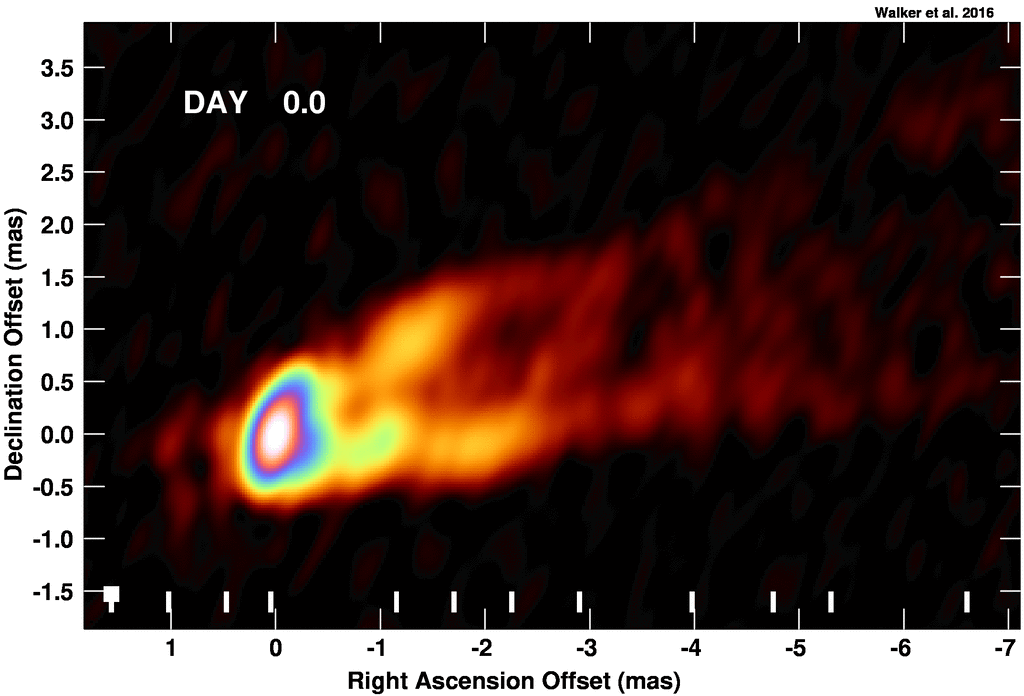 Walker et al. 2016
DAY 0.0
3.5
3.0
2.5
2.0
1.5
1.0
0.5
0.0
-0.5
-1.0
-1.5
Declination Offset (mas)
1 0 -1 -2 -3 -4 -5 -6 -7
Right Ascension Offset (mas)